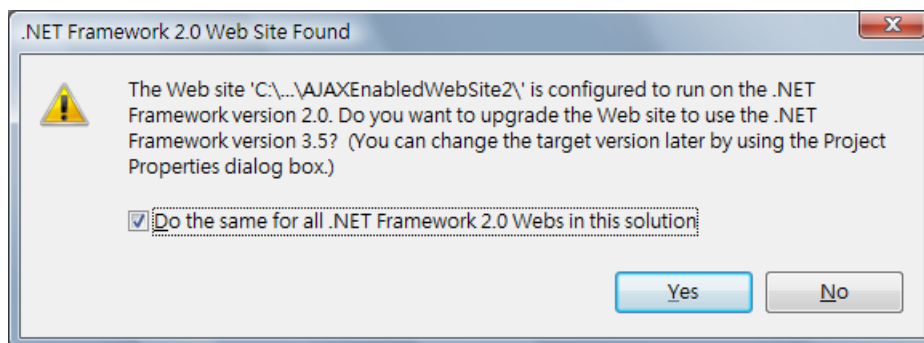 .NET Framework 2.0 Web Site Found
The Web site 'C:\...\AJAXEnabledWebSite2\' is configured to run on the .NET
Framework version 2.0. Do you want to upgrade the Web site to use the .NET
Framework version 3.5?  (You can change the target version later by using the Project
Properties dialog box.)
Do the same for all .NET Framework 2.0 Webs in this solution
Yes
No